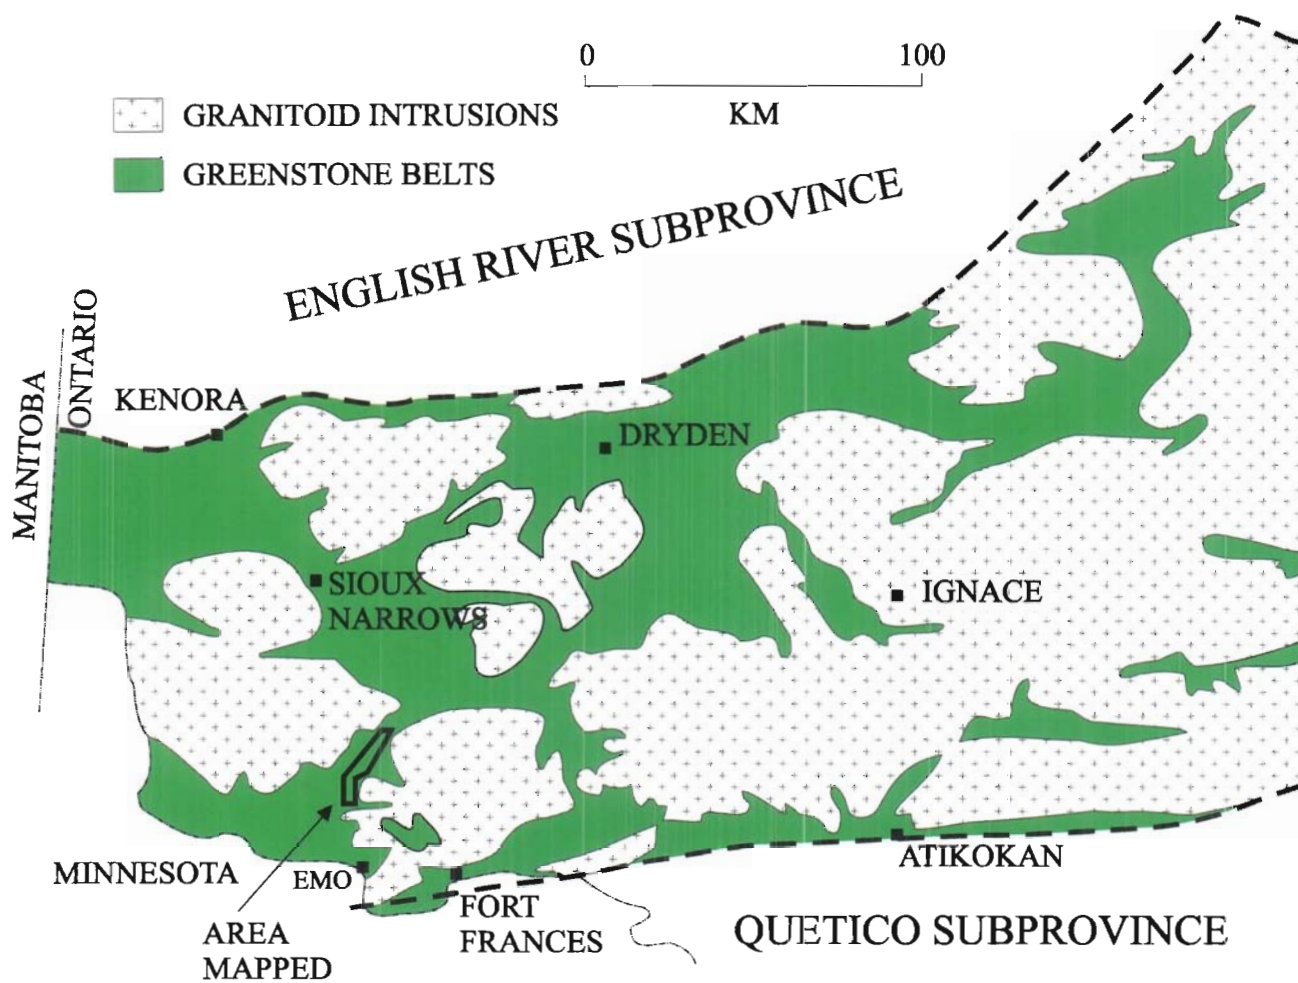 0 100
KM
GRANITOID INTRUSIONS
GREENSTONE BELTS
ENGLISH RIVER SUBPROVINCE
MANITOBA
ONTARIO
KENORA
DRYDEN
SIOUX
NARROWS
IGNACE
MINNESOTA
EMO
ATIKOKAN
FORT
FRANCES
AREA
MAPPED
QUETICO SUBPROVINCE